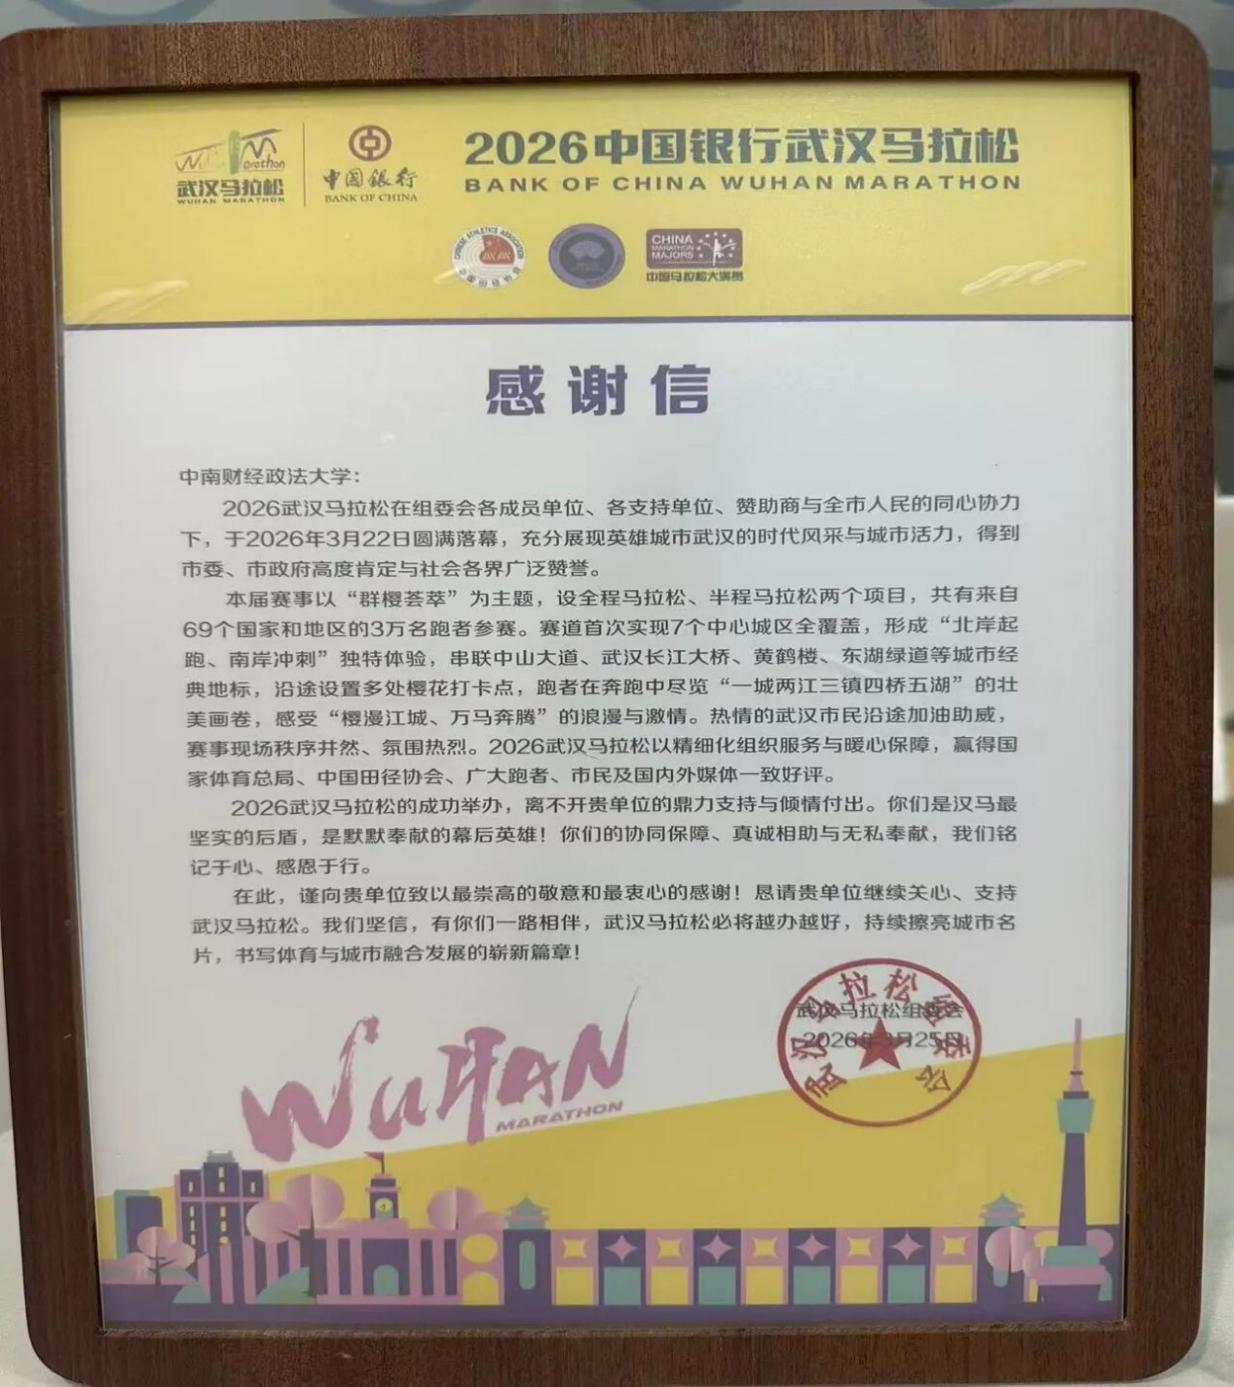 Marathon
武汉马拉松
WUHAN MARATHON
中国银行
BANK OF CHINA
2026中国银行武汉马拉松
BANK OF CHINA WUHAN MARATHON
CHINESE ATHLETICS ASSOCIATION
中国田径协会
CHINA
MARATHON
MAJORS
中国马拉松大满贯
感谢信
中南财经政法大学：
2026武汉马拉松在组委会各成员单位、各支持单位、赞助商与全市人民的同心协力
下，于2026年3月22日圆满落幕，充分展现英雄城市武汉的时代风采与城市活力，得到
市委、市政府高度肯定与社会各界广泛赞誉。
本届赛事以“群樱荟萃”为主题，设全程马拉松、半程马拉松两个项目，共有来自
69个国家和地区的3万名跑者参赛。赛道首次实现7个中心城区全覆盖，形成“北岸起
跑、南岸冲刺”独特体验，串联中山大道、武汉长江大桥、黄鹤楼、东湖绿道等城市经
典地标，沿途设置多处樱花打卡点，跑者在奔跑中尽览“一城两江三镇四桥五湖”的壮
美画卷，感受“樱漫江城、万马奔腾”的浪漫与激情。热情的武汉市民沿途加油助威，
赛事现场秩序井然、氛围热烈。2026武汉马拉松以精细化组织服务与暖心保障，赢得国
家体育总局、中国田径协会、广大跑者、市民及国内外媒体一致好评。
2026武汉马拉松的成功举办，离不开贵单位的鼎力支持与倾情付出。你们是汉马最
坚实的后盾，是默默奉献的幕后英雄！你们的协同保障、真诚相助与无私奉献，我们铭
记于心、感恩于行。
在此，谨向贵单位致以最崇高的敬意和最衷心的感谢！恳请贵单位继续关心、支持
武汉马拉松。我们坚信，有你们一路相伴，武汉马拉松必将越办越好，持续擦亮城市名
片，书写体育与城市融合发展的崭新篇章！
武汉马拉松组委会
2026年3月25日
武汉马拉松组委会
WUHAN
MARATHON